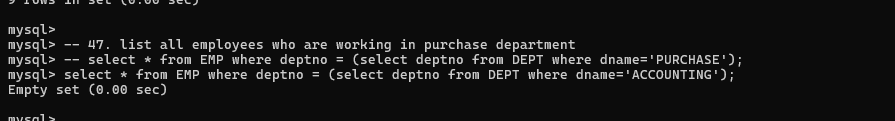 9 rows in set (0.00 sec)
mysql>
mysql> -- 47. list all employees who are working in purchase department
mysql> -- select * from EMP where deptno = (select deptno from DEPT where dname='PURCHASE');
mysql> select * from EMP where deptno = (select deptno from DEPT where dname='ACCOUNTING');
Empty set (0.00 sec)
mysql>